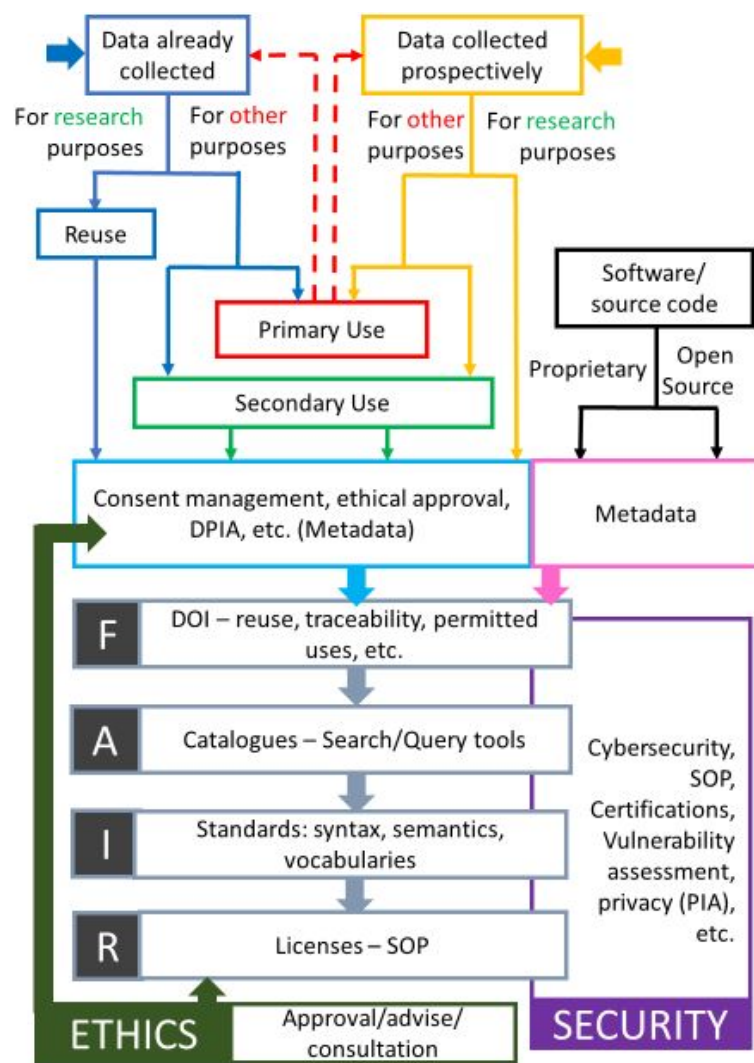 Data already
collected
Data collected
prospectively
For research
purposes
For other
purposes
For other
purposes
For research
purposes
Reuse
Software/
source code
Primary Use
Proprietary
Open
Source
Secondary Use
Consent management, ethical approval,
DPIA, etc. (Metadata)
Metadata
F
DOI – reuse, traceability, permitted
uses, etc.
A
Catalogues – Search/Query tools
I
Standards: syntax, semantics,
vocabularies
R
Licenses – SOP
Cybersecurity,
SOP,
Certifications,
Vulnerability
assessment,
privacy (PIA),
etc.
ETHICS
Approval/advise/
consultation
SECURITY